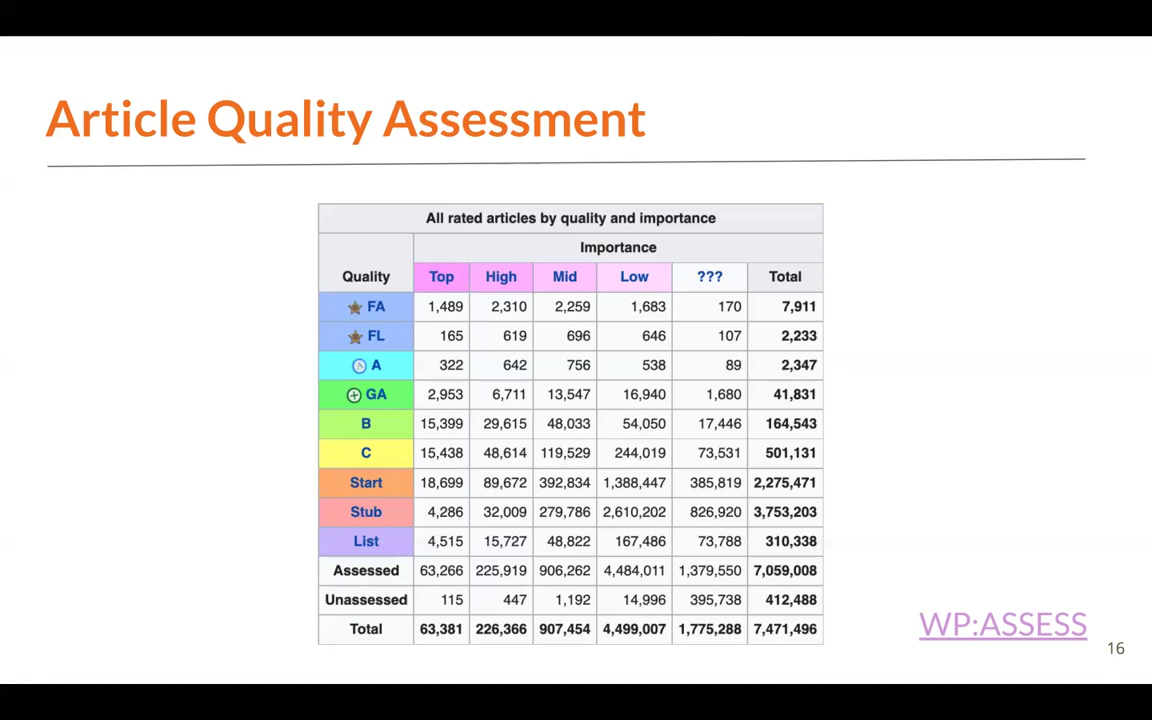 Article Quality Assessment
All rated articles by quality and importance
Importance
Quality Top High Mid Low ??? Total
FA 1,489 2,310 2,259 1,683 170 7,911
FL 165 619 696 646 107 2,233
A 322 642 756 538 89 2,347
GA 2,953 6,711 13,547 16,940 1,680 41,831
B 15,399 29,615 48,033 54,050 17,446 164,543
C 15,438 48,614 119,529 244,019 73,531 501,131
Start 18,699 89,672 392,834 1,388,447 385,819 2,275,471
Stub 4,286 32,009 279,786 2,610,202 826,920 3,753,203
List 4,515 15,727 48,822 167,486 73,788 310,338
Assessed 63,266 225,919 906,262 4,484,011 1,379,550 7,059,008
Unassessed 115 447 1,192 14,996 395,738 412,488
Total 63,381 226,366 907,454 4,499,007 1,775,288 7,471,496
WP:ASSESS
16